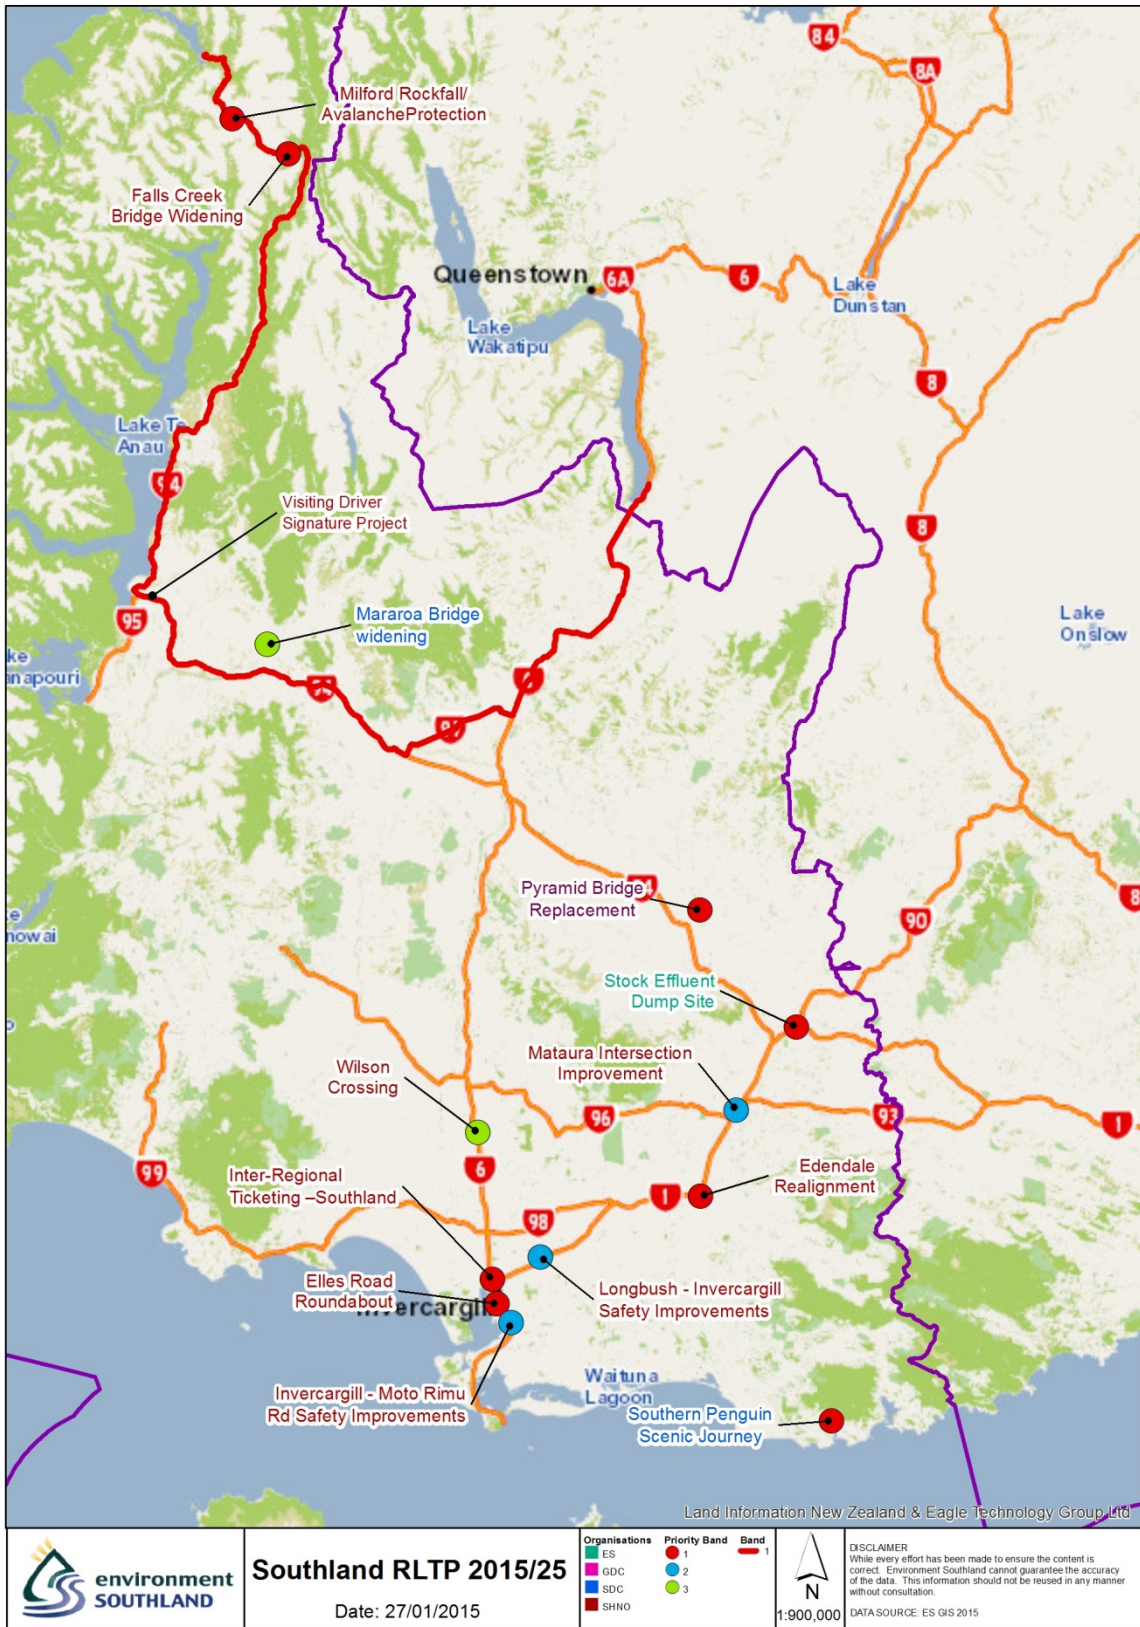 84
8A
Milford Rockfall/
AvalancheProtection
Falls Creek
Bridge Widening
Queenstown
6A
6
Lake
Dunstan
Lake
Wakatipu
8
Lake Te
Anau
94
Visiting Driver
Signature Project
8
95
Mararoa Bridge
widening
Lake
Onslow
Pyramid Bridge
Replacement
8
90
Stock Effluent
Dump Site
Mataura Intersection
Improvement
Wilson
Crossing
96
93
1
99
6
Inter-Regional
Ticketing –Southland
1
Edendale
Realignment
98
Elles Road
Roundabout
Invercargill
Longbush - Invercargill
Safety Improvements
Invercargill - Moto Rimu
Rd Safety Improvements
Waituna
Lagoon
Southern Penguin
Scenic Journey
Land Information New Zealand & Eagle Technology Group Ltd
environment
SOUTHLAND
Southland RLTP 2015/25
Date: 27/01/2015
Organisations
ES
GDC
SDC
SHNO
Priority Band
1
2
3
Band
1
N
1:900,000
DISCLAIMER
While every effort has been made to ensure the content is
correct. Environment Southland cannot guarantee the accuracy
of the data. This information should not be reused in any manner
without consultation.
DATA SOURCE: ES GIS 2015